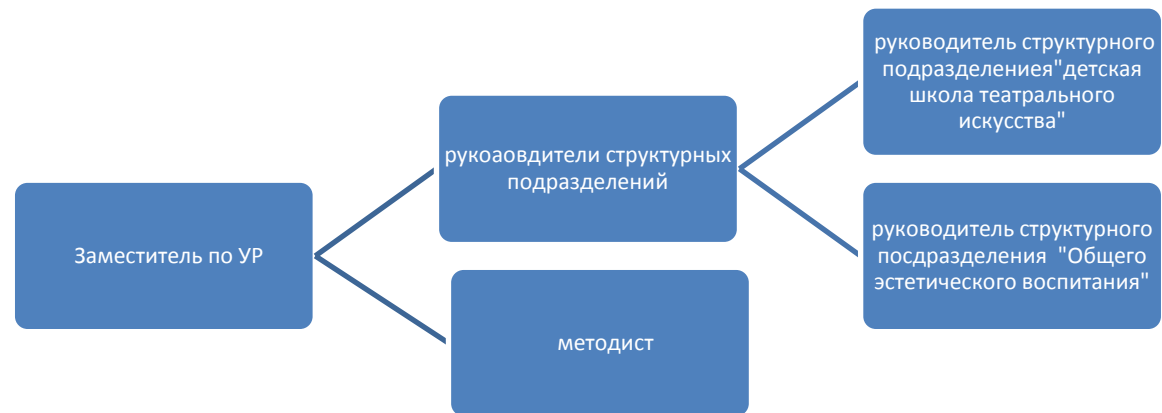 Заместитель по УР
рукоаовдители структурных
подразделений
методист
руководитель структурного
подразделениея"детская
школа театрального
искусства"
руководитель структурного
посдразделения "Общего
эстетического воспитания"